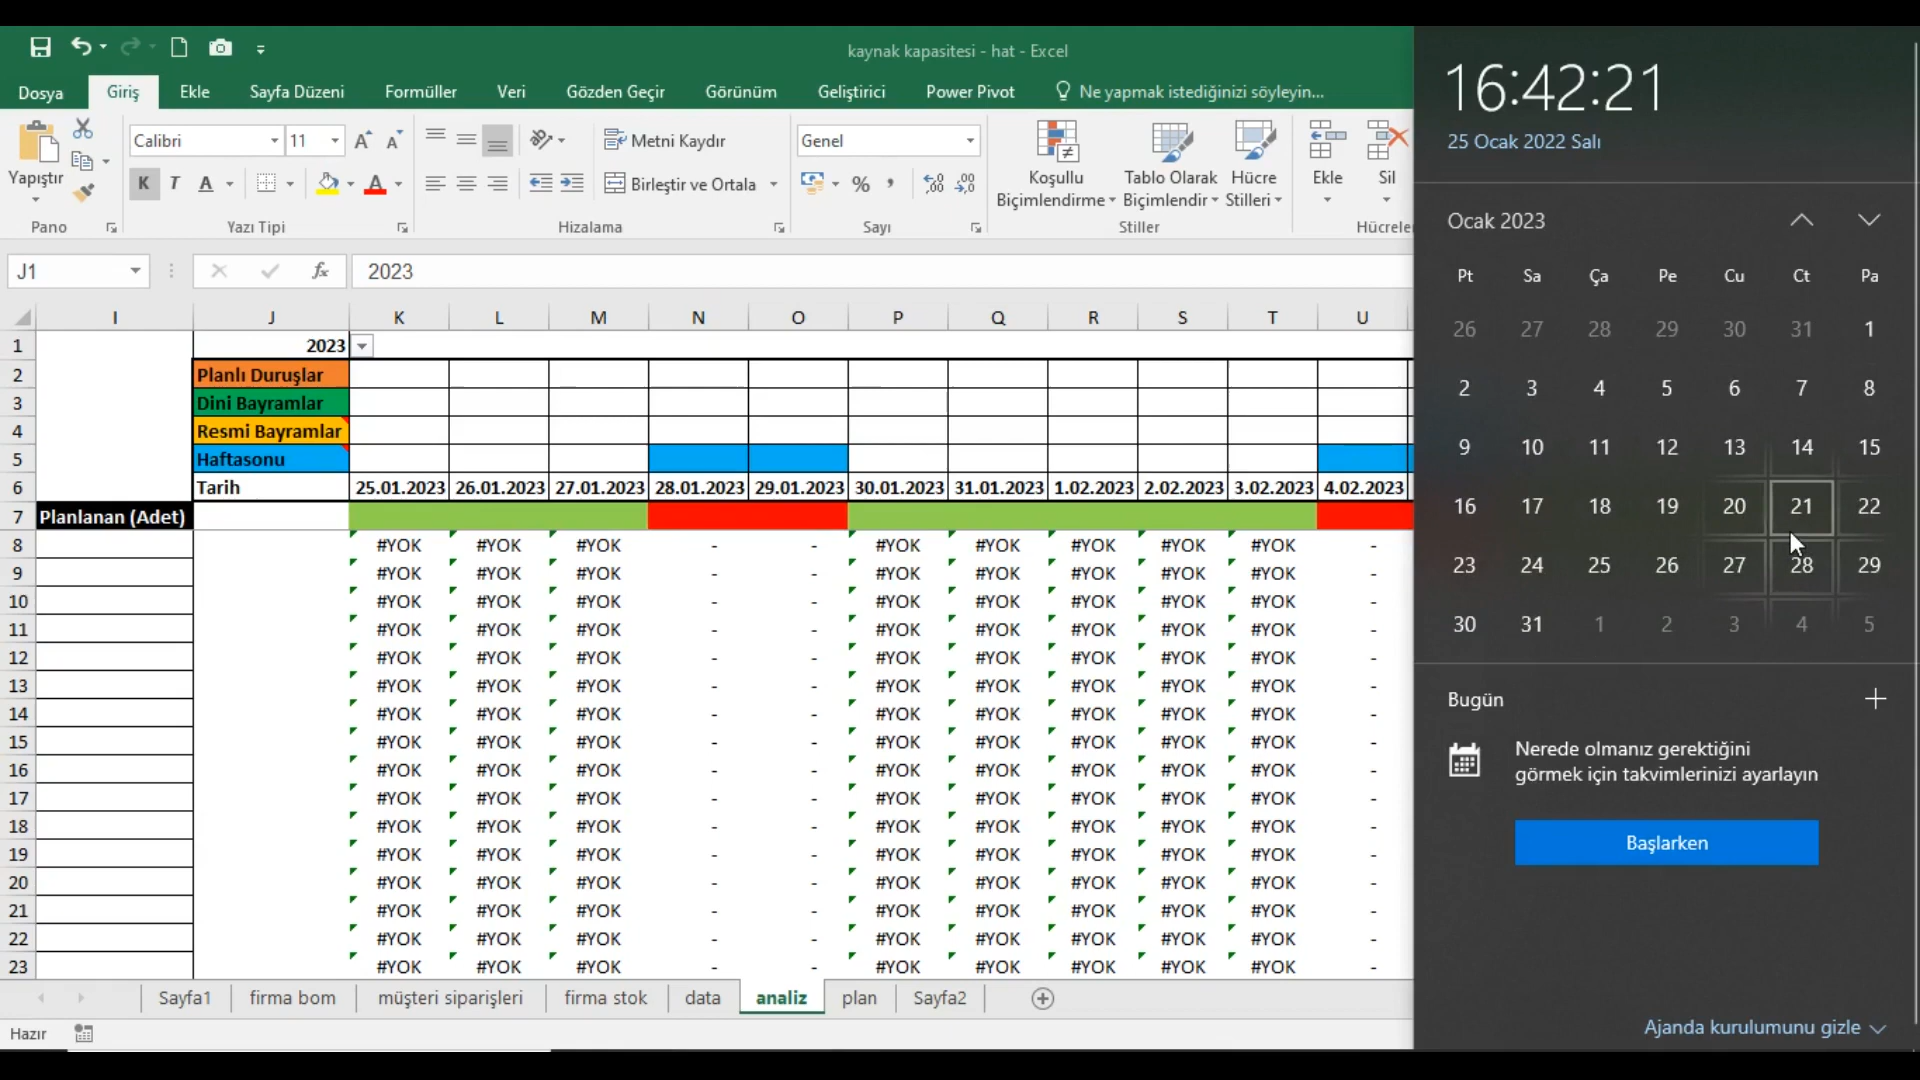 kaynak kapasitesi - hat - Excel
Dosya Giriş Ekle Sayfa Düzeni Formüller Veri Gözden Geçir Görünüm Geliştirici Power Pivot Ne yapmak istediğinizi söyleyin...
Yapıştır
Calibri 11
K T A
Metni Kaydır
Birleştir ve Ortala
Genel
Koşullu Biçimlendirme
Tablo Olarak Biçimlendir
Hücre Stilleri
Ekle
Sil
Pano Yazı Tipi Hizalama Sayı Stiller Hücreler
J1 fx 2023
I J K L M N O P Q R S T U
1 2023
2 Planlı Duruşlar
3 Dini Bayramlar
4 Resmi Bayramlar
5 Haftasonu
6 Tarih 25.01.2023 26.01.2023 27.01.2023 28.01.2023 29.01.2023 30.01.2023 31.01.2023 1.02.2023 2.02.2023 3.02.2023 4.02.2023
7 Planlanan (Adet)
8 #YOK #YOK #YOK - - #YOK #YOK #YOK #YOK #YOK -
9 #YOK #YOK #YOK - - #YOK #YOK #YOK #YOK #YOK -
10 #YOK #YOK #YOK - - #YOK #YOK #YOK #YOK #YOK -
11 #YOK #YOK #YOK - - #YOK #YOK #YOK #YOK #YOK -
12 #YOK #YOK #YOK - - #YOK #YOK #YOK #YOK #YOK -
13 #YOK #YOK #YOK - - #YOK #YOK #YOK #YOK #YOK -
14 #YOK #YOK #YOK - - #YOK #YOK #YOK #YOK #YOK -
15 #YOK #YOK #YOK - - #YOK #YOK #YOK #YOK #YOK -
16 #YOK #YOK #YOK - - #YOK #YOK #YOK #YOK #YOK -
17 #YOK #YOK #YOK - - #YOK #YOK #YOK #YOK #YOK -
18 #YOK #YOK #YOK - - #YOK #YOK #YOK #YOK #YOK -
19 #YOK #YOK #YOK - - #YOK #YOK #YOK #YOK #YOK -
20 #YOK #YOK #YOK - - #YOK #YOK #YOK #YOK #YOK -
21 #YOK #YOK #YOK - - #YOK #YOK #YOK #YOK #YOK -
22 #YOK #YOK #YOK - - #YOK #YOK #YOK #YOK #YOK -
23 #YOK #YOK #YOK - - #YOK #YOK #YOK #YOK #YOK -
Sayfa1 firma bom müşteri siparişleri firma stok data analiz plan Sayfa2
Hazır
16:42:21
25 Ocak 2022 Salı
Ocak 2023
Pt Sa Ça Pe Cu Ct Pa
26 27 28 29 30 31 1
2 3 4 5 6 7 8
9 10 11 12 13 14 15
16 17 18 19 20 21 22
23 24 25 26 27 28 29
30 31 1 2 3 4 5
Bugün
Nerede olmanız gerektiğini
görmek için takvimlerinizi ayarlayın
Başlarken
Ajanda kurulumunu gizle